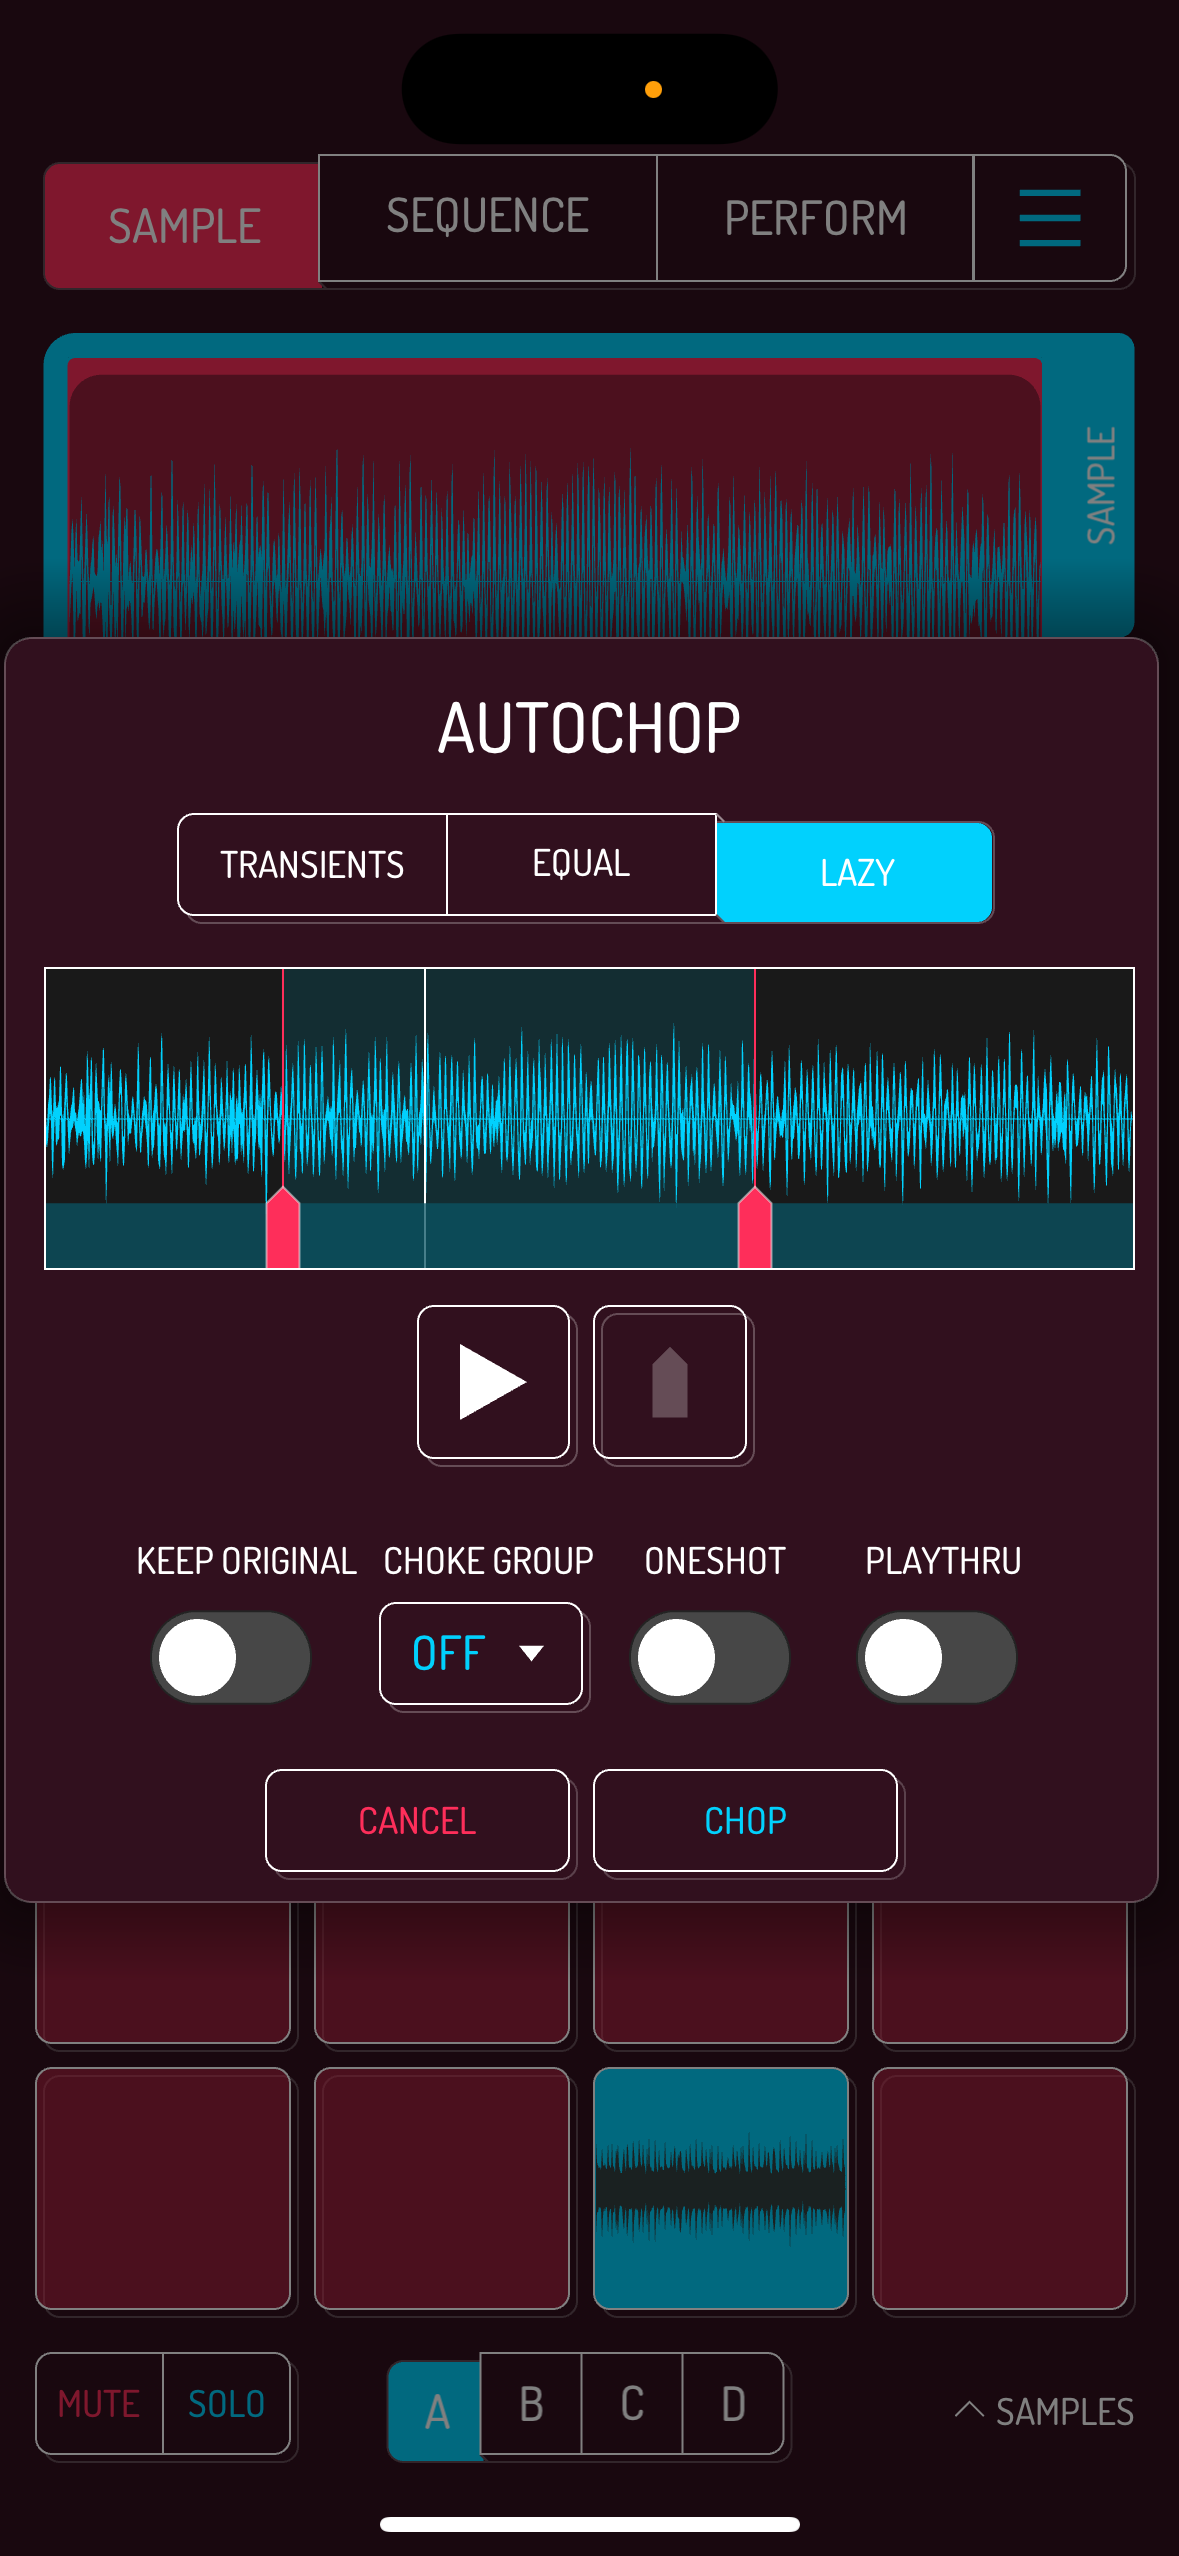 SAMPLE
SEQUENCE
PERFORM
SAMPLE
AUTOCHOP
TRANSIENTS
EQUAL
LAZY
KEEP ORIGINAL
CHOKE GROUP
ONESHOT
PLAYTHRU
OFF
CANCEL
CHOP
MUTE
SOLO
A
B
C
D
SAMPLES